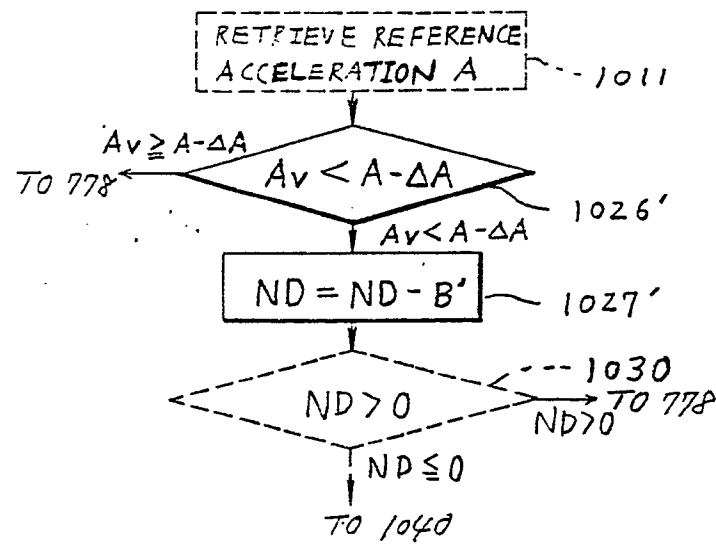 RETRIEVE REFERENCE
ACCELERATION A
1011
Av ≧ A-ΔA
TO 778
Av < A-ΔA
1026'
Av < A-ΔA
ND = ND - B'
1027'
1030
ND > 0
TO 778
ND>0
ND ≦ 0
TO 1040